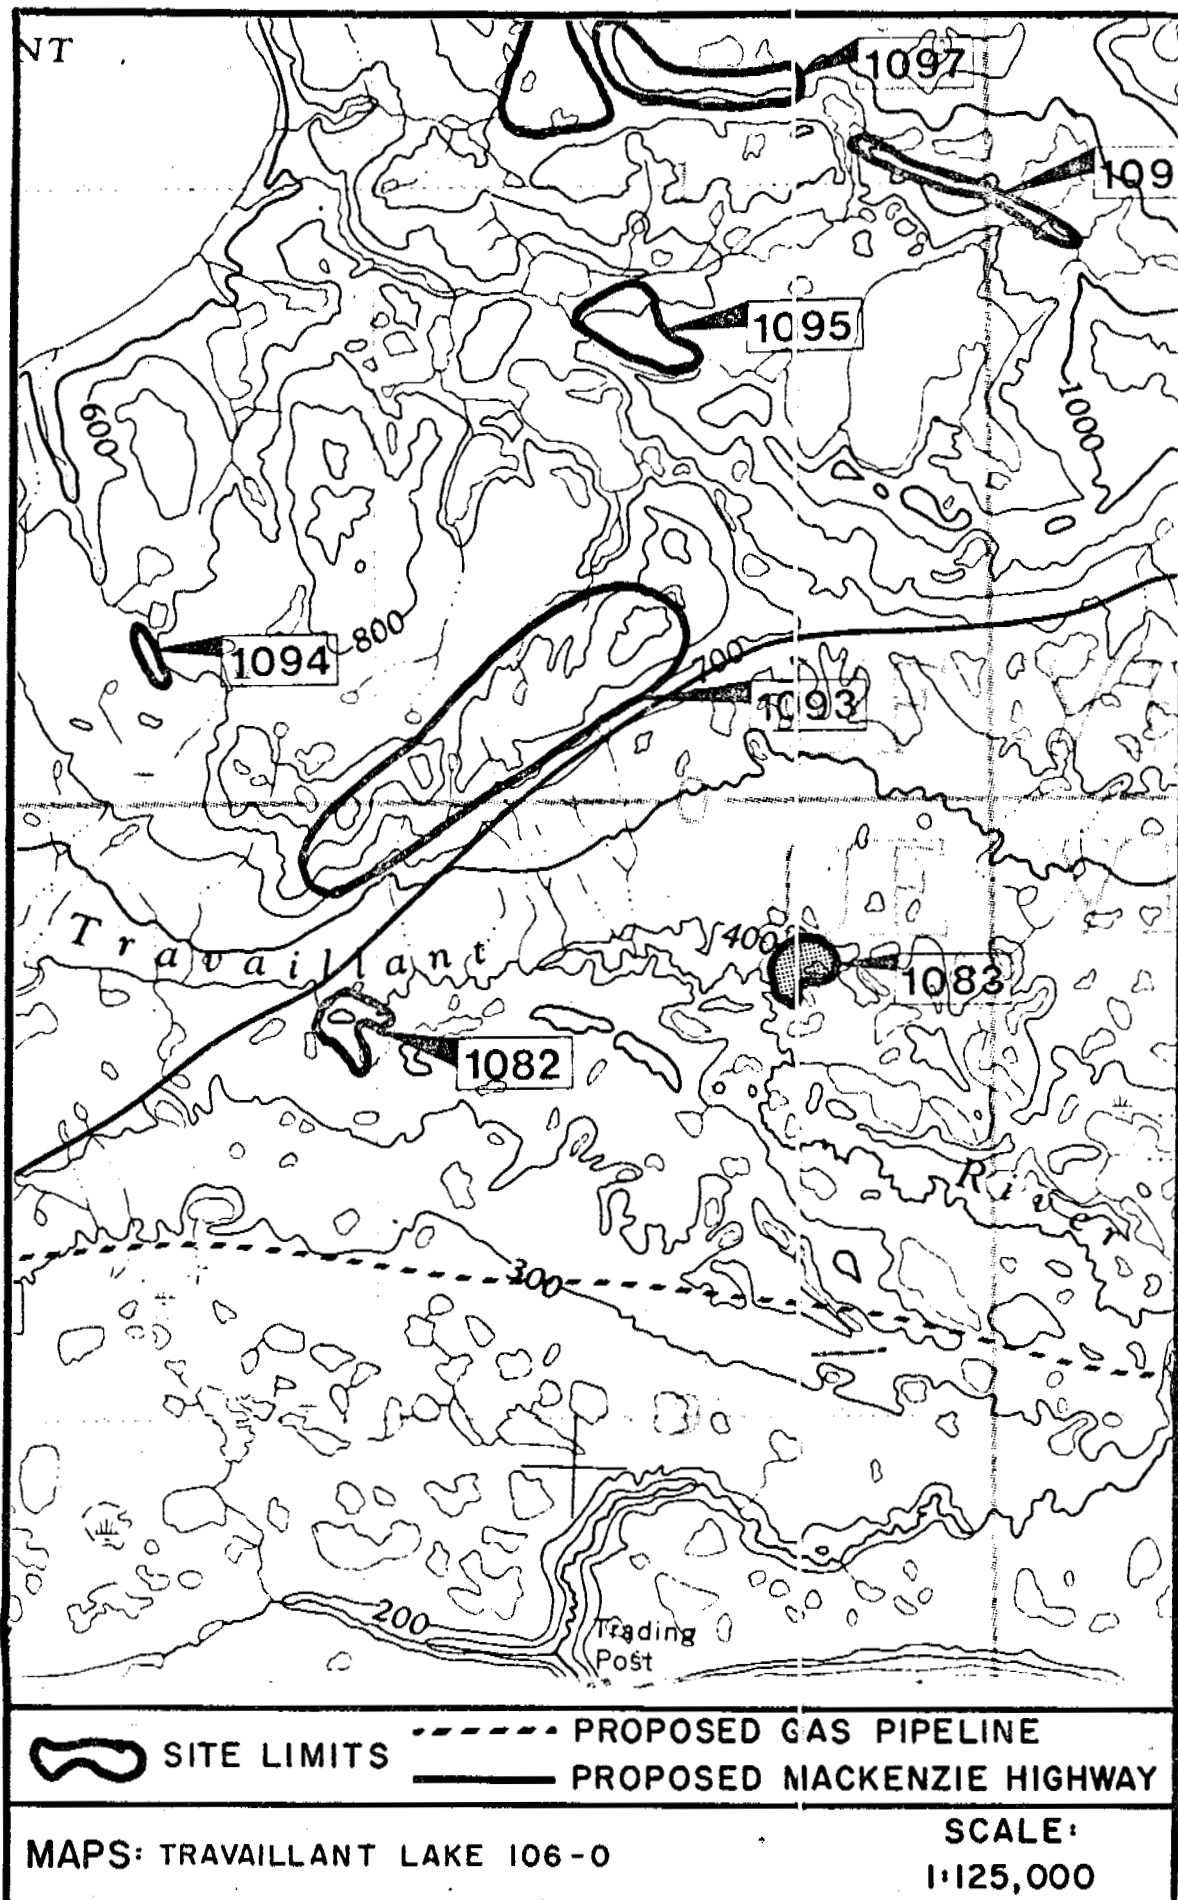 NT
1097
109
1095
600
1000
1094
800
700
1093
Travaillant
400
1083
1082
River
300
200
Trading
Post
SITE LIMITS
PROPOSED GAS PIPELINE
PROPOSED MACKENZIE HIGHWAY
MAPS: TRAVAILLANT LAKE 106-0
SCALE:
1:125,000